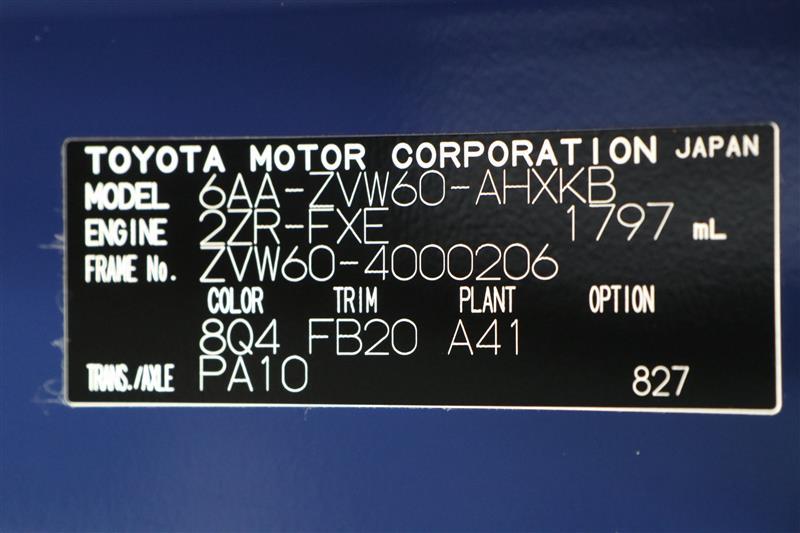 TOYOTA MOTOR CORPORATION JAPAN
MODEL 6AA-ZVW60-AHXKB
ENGINE 2ZR-FXE 1797 mL
FRAME No. ZVW60-4000206
COLOR TRIM PLANT OPTION
8Q4 FB20 A41
TRANS./AXLE PA10 827